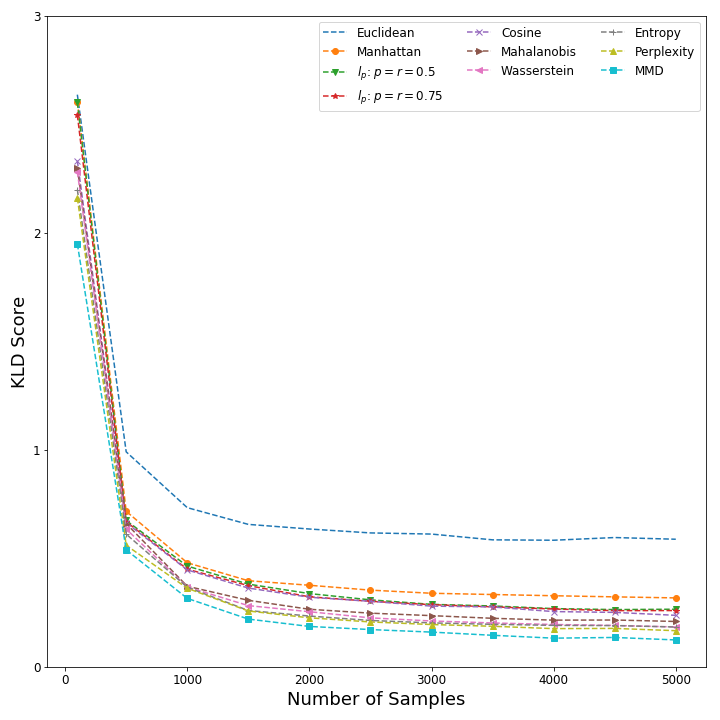 3
2
1
0
KLD Score
Euclidean
Manhattan
l_p: p = r = 0.5
l_p: p = r = 0.75
Cosine
Mahalanobis
Wasserstein
Entropy
Perplexity
MMD
0 1000 2000 3000 4000 5000
Number of Samples